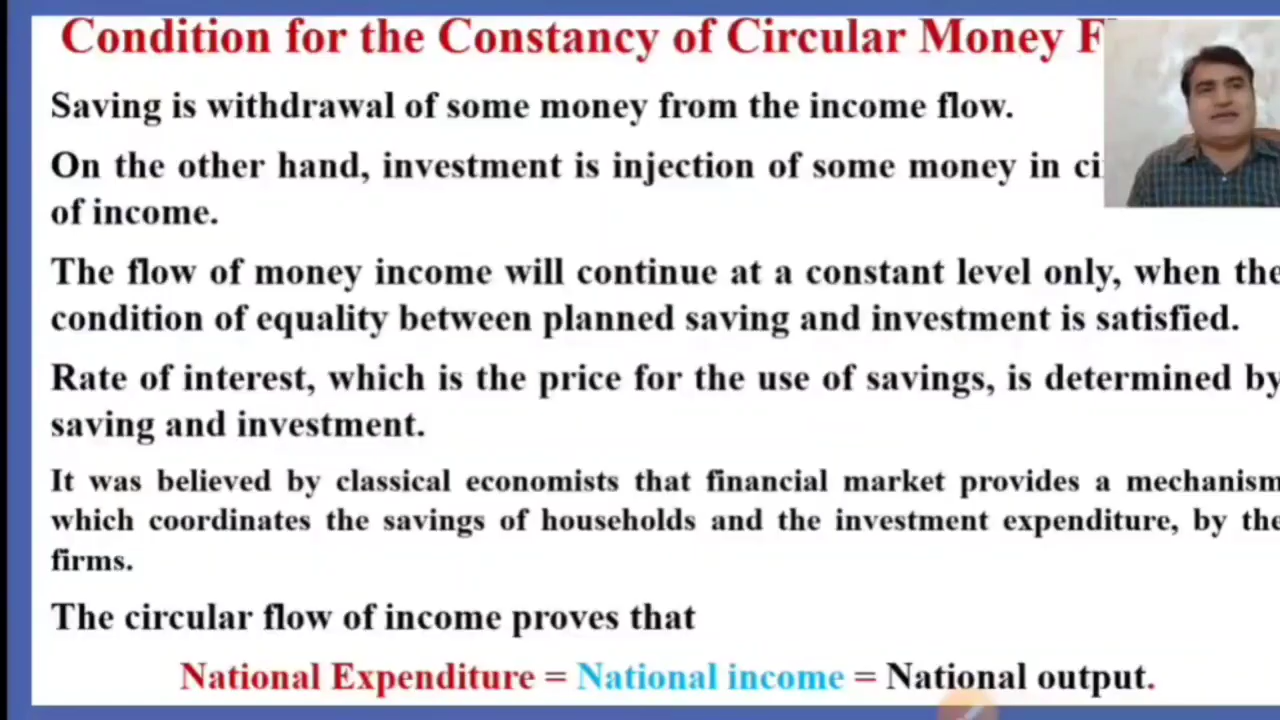 Condition for the Constancy of Circular Money
Saving is withdrawal of some money from the income flow.
On the other hand, investment is injection of some money in
of income.
The flow of money income will continue at a constant level only, when the
condition of equality between planned saving and investment is satisfied.
Rate of interest, which is the price for the use of savings, is determined by
saving and investment.
It was believed by classical economists that financial market provides a mechanism
which coordinates the savings of households and the investment expenditure, by the
firms.
The circular flow of income proves that
National Expenditure = National income = National output.